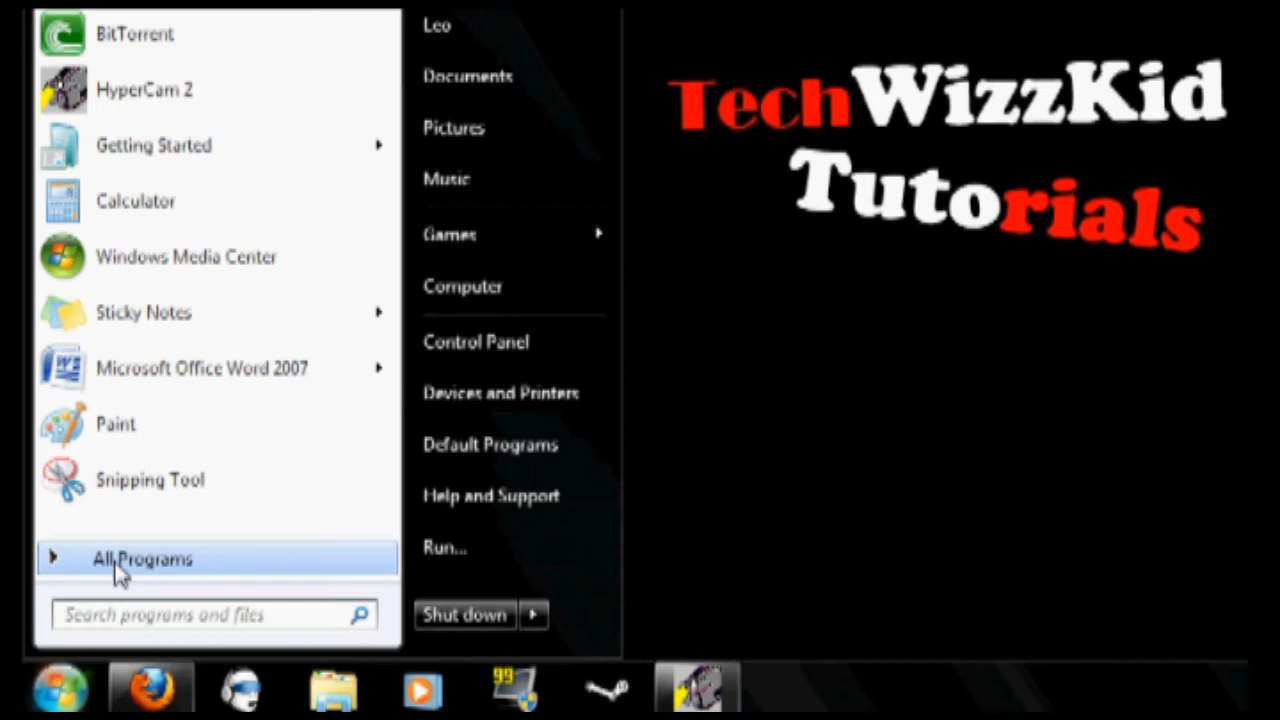 BitTorrent
HyperCam 2
Getting Started
Calculator
Windows Media Center
Sticky Notes
Microsoft Office Word 2007
Paint
Snipping Tool
All Programs
Search programs and files
Leo
Documents
Pictures
Music
Games
Computer
Control Panel
Devices and Printers
Default Programs
Help and Support
Run...
Shut down
TechWizzKid
Tutorials
99